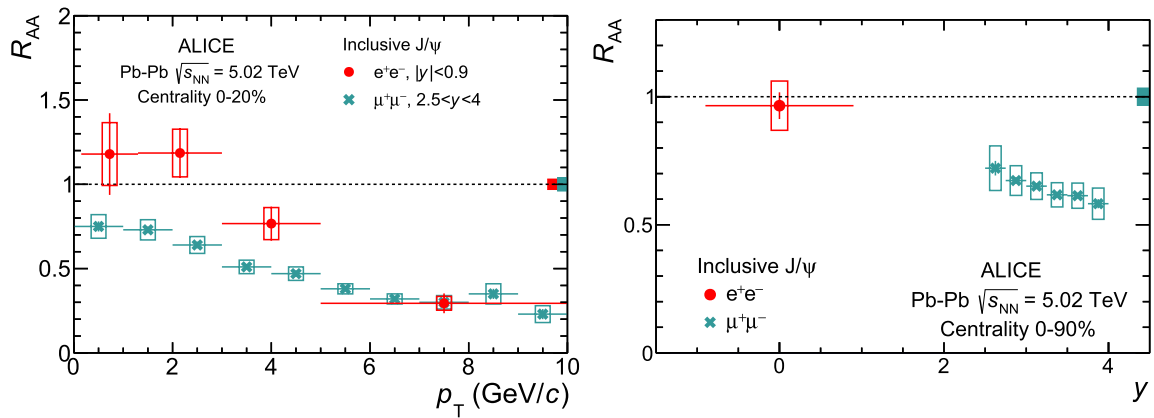 R_AA
2
1.5
1
0.5
0
ALICE
Pb-Pb √s_NN = 5.02 TeV
Centrality 0-20%
Inclusive J/ψ
e⁺e⁻, |y|<0.9
μ⁺μ⁻, 2.5<y<4
0 2 4 6 8 10
p_T (GeV/c)
R_AA
1
0.5
0
Inclusive J/ψ
e⁺e⁻
μ⁺μ⁻
ALICE
Pb-Pb √s_NN = 5.02 TeV
Centrality 0-90%
0 2 4
y